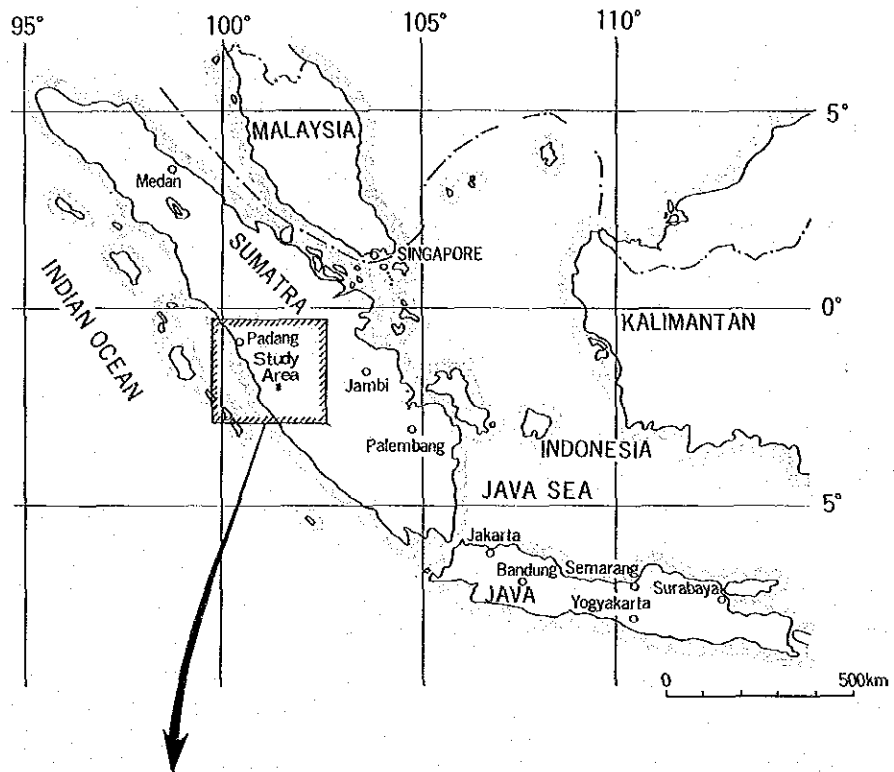 95° 100° 105° 110°
5°
MALAYSIA
Medan
SUMATRA
SINGAPORE
INDIAN OCEAN
0°
KALIMANTAN
Padang
Study
Area
Jambi
Palembang
INDONESIA
JAVA SEA
5°
Jakarta
Bandung
Semarang
JAVA
Surabaya
Yogyakarta
0 500km